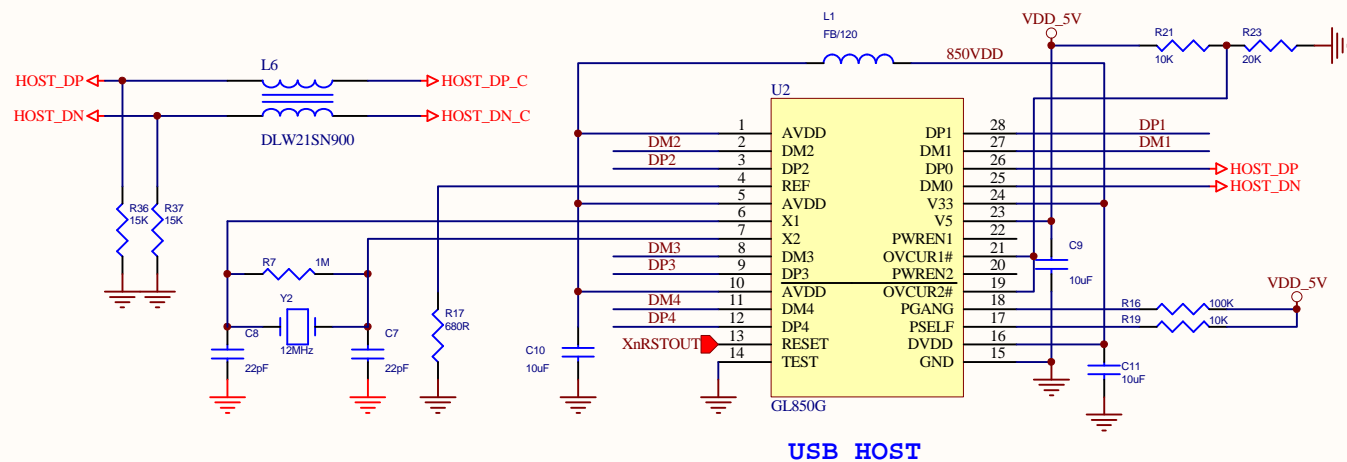 L1
FB/120
VDD_5V
850VDD
R21
10K
R23
20K
L6
HOST_DP
HOST_DP_C
HOST_DN
HOST_DN_C
DLW21SN900
U2
1 AVDD DP1 28 DP1
DM2 2 DM2 DM1 27 DM1
DP2 3 DP2 DP0 26 HOST_DP
4 REF DM0 25 HOST_DN
5 AVDD V33 24
6 X1 V5 23
7 X2 PWREN1 22
DM3 8 DM3 OVCUR1# 21
DP3 9 DP3 PWREN2 20
10 AVDD OVCUR2# 19
DM4 11 DM4 PGANG 18
DP4 12 DP4 PSELF 17
XnRSTOUT 13 RESET DVDD 16
14 TEST GND 15
GL850G
R36
15K
R37
15K
R7 1M
Y2
12MHz
C8
22pF
C7
22pF
R17
680R
C10
10uF
C9
10uF
VDD_5V
R16 100K
R19 10K
C11
10uF
USB HOST